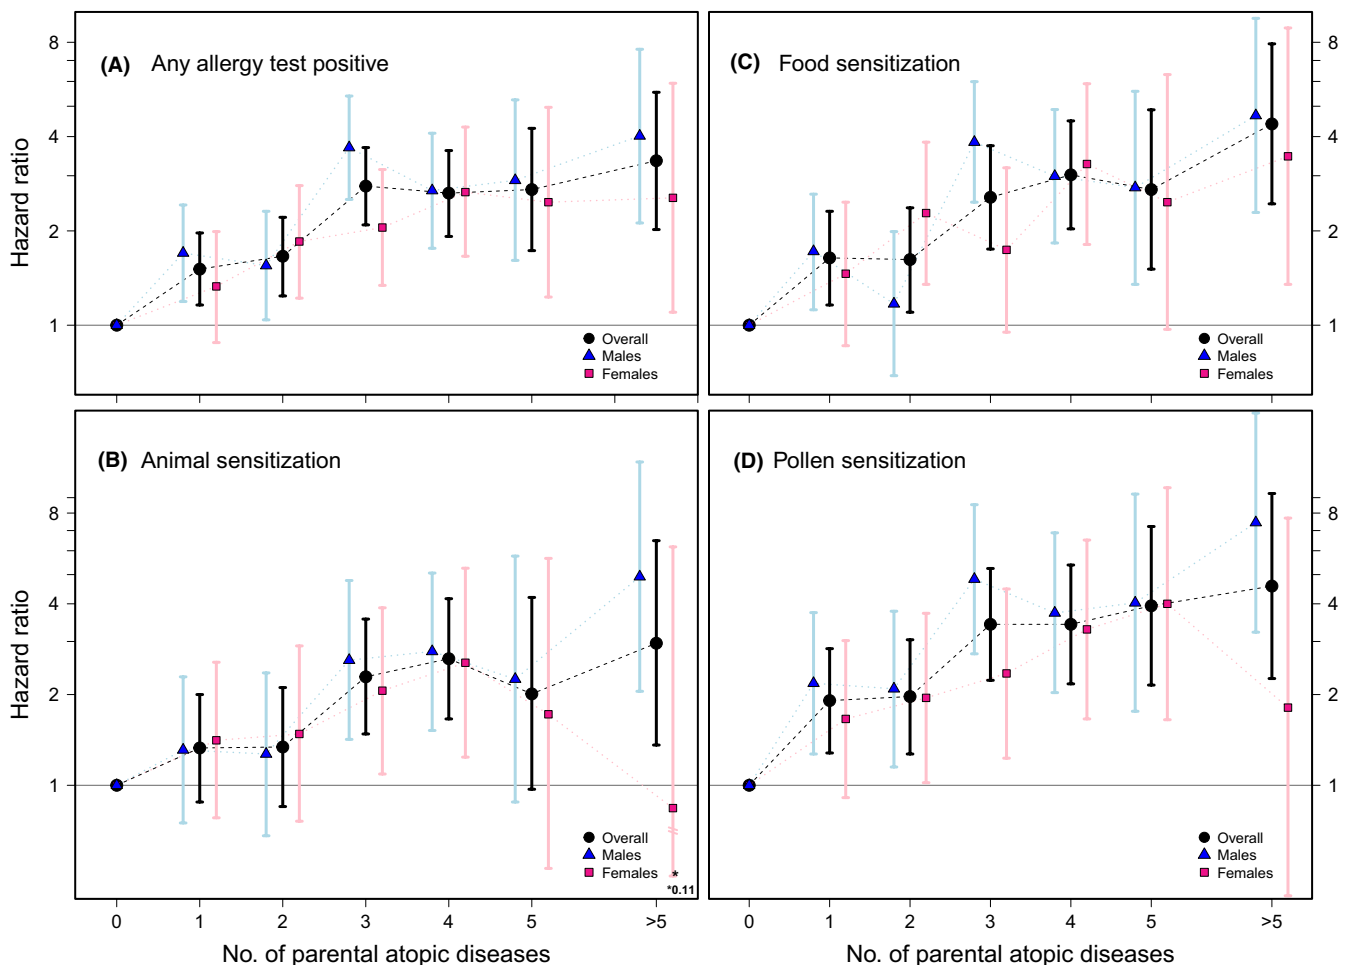 (A) Any allergy test positive
8
4
2
1
Hazard ratio
Overall
Males
Females
(C) Food sensitization
8
4
2
1
Overall
Males
Females
(B) Animal sensitization
8
4
2
1
Hazard ratio
Overall
Males
Females
*
*0.11
0 1 2 3 4 5 >5
No. of parental atopic diseases
(D) Pollen sensitization
8
4
2
1
Overall
Males
Females
0 1 2 3 4 5 >5
No. of parental atopic diseases